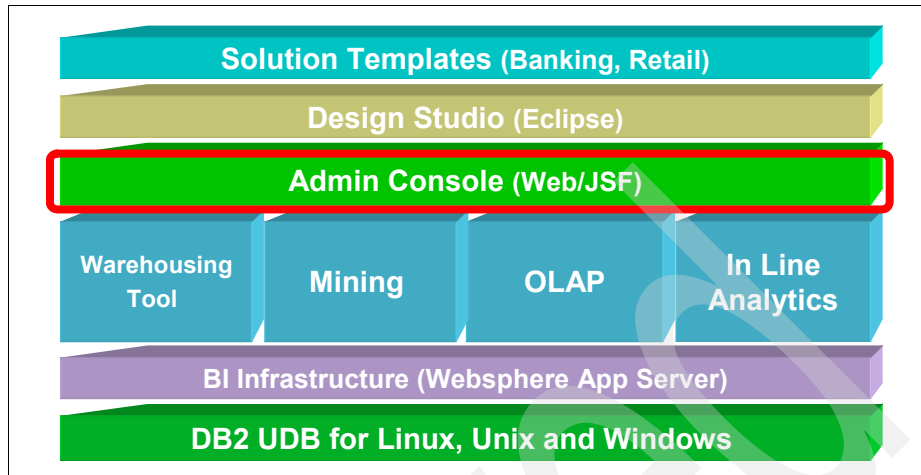 Solution Templates (Banking, Retail)
Design Studio (Eclipse)
Admin Console (Web/JSF)
Warehousing
Tool
Mining
OLAP
In Line
Analytics
BI Infrastructure (Websphere App Server)
DB2 UDB for Linux, Unix and Windows